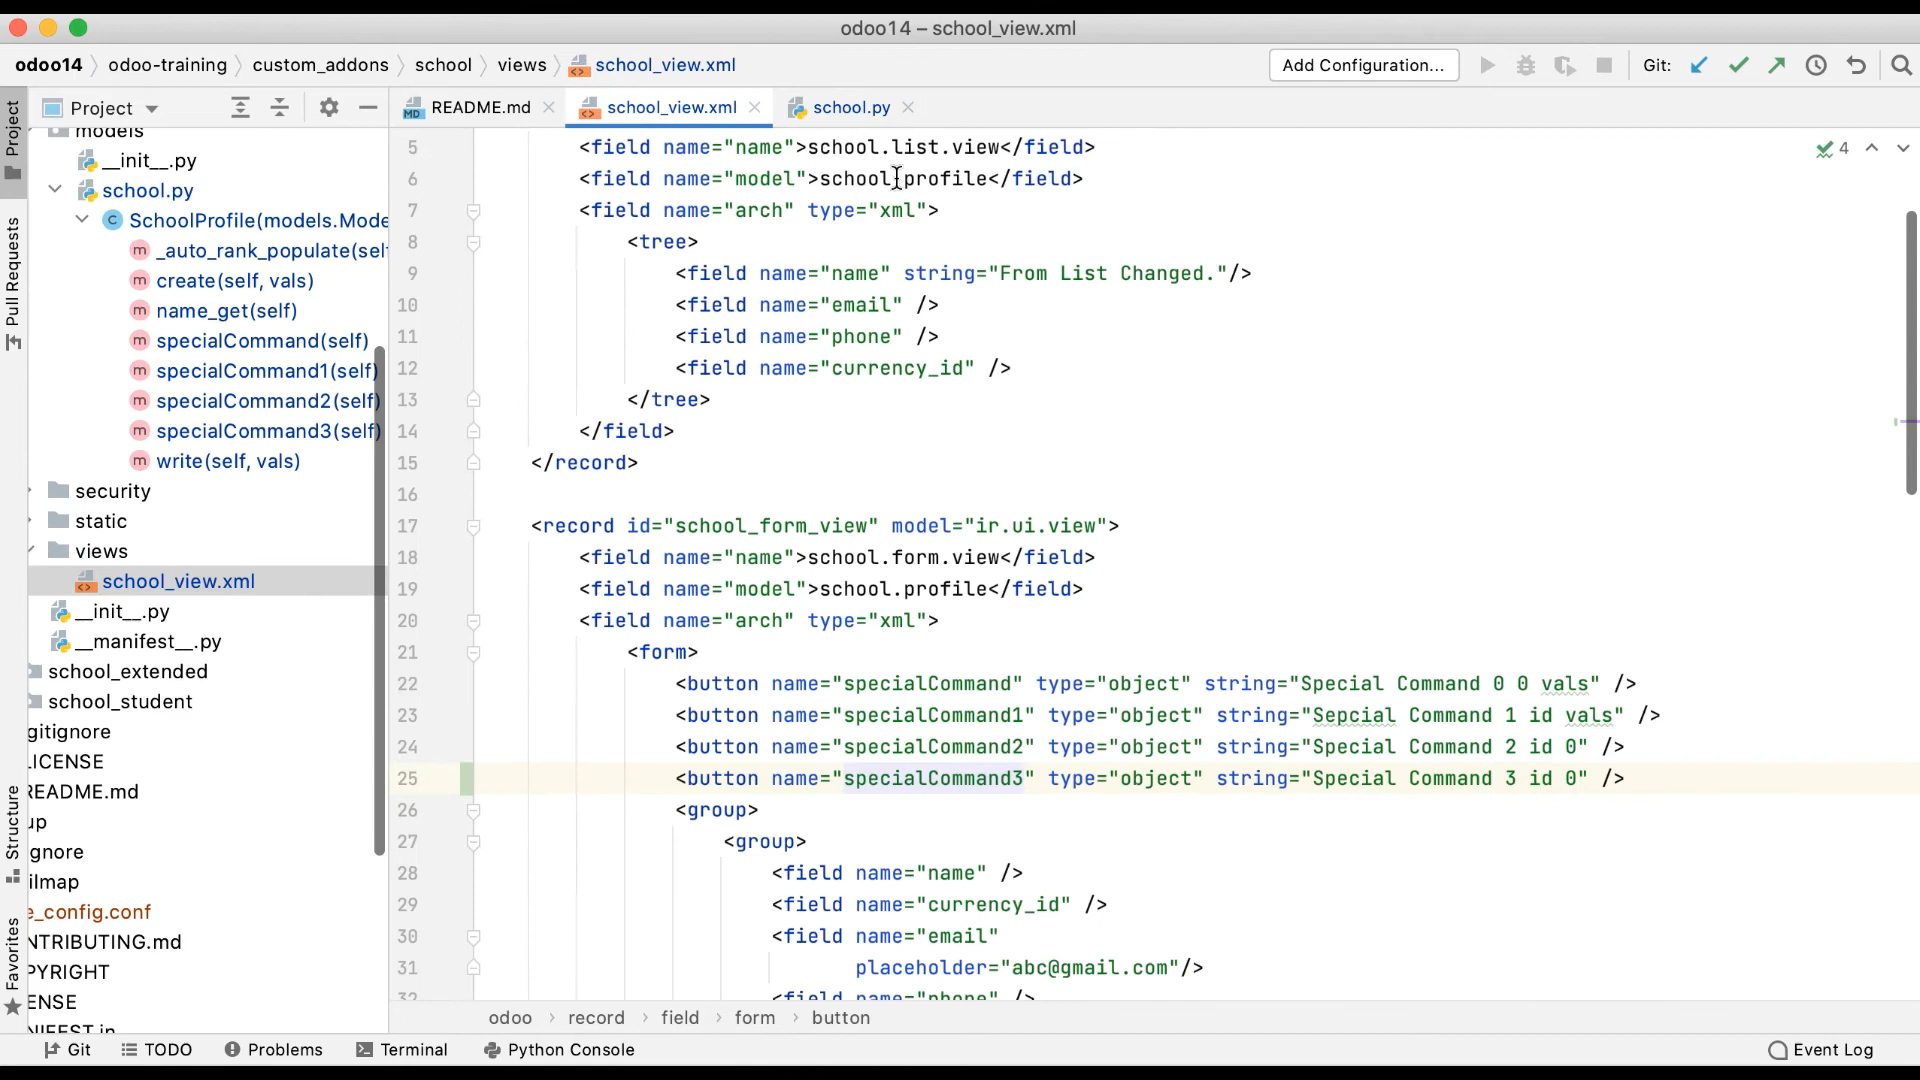 odoo14 – school_view.xml
odoo14 odoo-training custom_addons school views school_view.xml Add Configuration... Git:
Project README.md school_view.xml school.py
Project
Pull Requests
Structure
Favorites
models
__init__.py
school.py
SchoolProfile(models.Mode
_auto_rank_populate(sel
create(self, vals)
name_get(self)
specialCommand(self)
specialCommand1(self)
specialCommand2(self)
specialCommand3(self)
write(self, vals)
security
static
views
school_view.xml
__init__.py
__manifest__.py
school_extended
school_student
gitignore
LICENSE
README.md
up
gnore
ilmap
e_config.conf
NTRIBUTING.md
PYRIGHT
ENSE
NIFEST.in
4
5 <field name="name">school.list.view</field>
6 <field name="model">school.profile</field>
7 <field name="arch" type="xml">
8 <tree>
9 <field name="name" string="From List Changed."/>
10 <field name="email" />
11 <field name="phone" />
12 <field name="currency_id" />
13 </tree>
14 </field>
15 </record>
16
17 <record id="school_form_view" model="ir.ui.view">
18 <field name="name">school.form.view</field>
19 <field name="model">school.profile</field>
20 <field name="arch" type="xml">
21 <form>
22 <button name="specialCommand" type="object" string="Special Command 0 0 vals" />
23 <button name="specialCommand1" type="object" string="Sepcial Command 1 id vals" />
24 <button name="specialCommand2" type="object" string="Special Command 2 id 0" />
25 <button name="specialCommand3" type="object" string="Special Command 3 id 0" />
26 <group>
27 <group>
28 <field name="name" />
29 <field name="currency_id" />
30 <field name="email"
31 placeholder="abc@gmail.com"/>
32 <field name="phone" />
odoo record field form button
Git TODO Problems Terminal Python Console Event Log